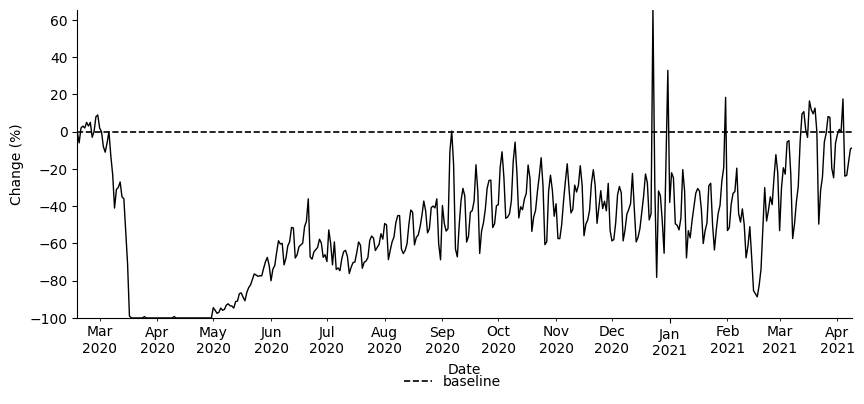 Change (%)
60
40
20
0
−20
−40
−60
−80
−100
Mar Apr May Jun Jul Aug Sep Oct Nov Dec Jan Feb Mar Apr
2020 2020 2020 2020 2020 2020 2020 2020 2020 2020 2021 2021 2021 2021
Date
baseline